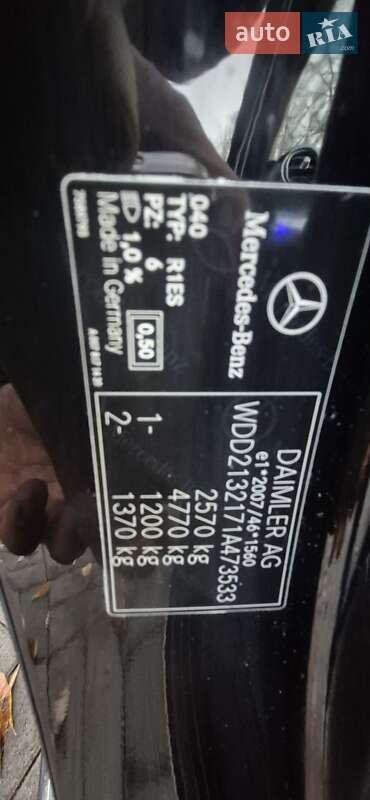 auto RIA
.com
Mercedes-Benz
040
TYP: R1ES
PZ: 6
1,0 %
0,50
Made in Germany
DAIMLER AG
e1*2007/46*1560
WDD2132171A473533
2570 kg
4770 kg
1- 1200 kg
2- 1370 kg